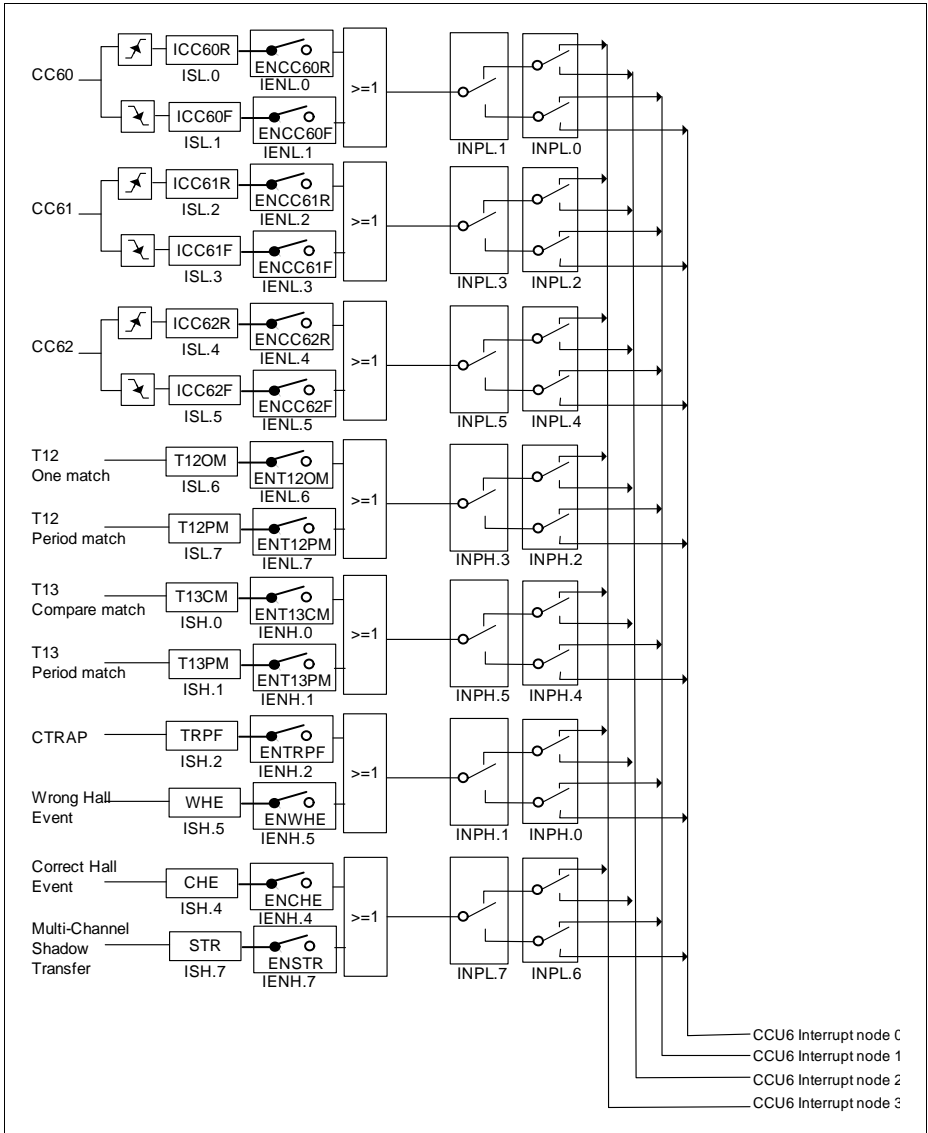 CC60
ICC60R
ISL.0
ENCC60R
IENL.0
ICC60F
ISL.1
ENCC60F
IENL.1
>=1
INPL.1
INPL.0
CC61
ICC61R
ISL.2
ENCC61R
IENL.2
ICC61F
ISL.3
ENCC61F
IENL.3
>=1
INPL.3
INPL.2
CC62
ICC62R
ISL.4
ENCC62R
IENL.4
ICC62F
ISL.5
ENCC62F
IENL.5
>=1
INPL.5
INPL.4
T12
One match
T12OM
ISL.6
ENT12OM
IENL.6
T12
Period match
T12PM
ISL.7
ENT12PM
IENL.7
>=1
INPH.3
INPH.2
T13
Compare match
T13CM
ISH.0
ENT13CM
IENH.0
T13
Period match
T13PM
ISH.1
ENT13PM
IENH.1
>=1
INPH.5
INPH.4
CTRAP
TRPF
ISH.2
ENTRPF
IENH.2
Wrong Hall
Event
WHE
ISH.5
ENWHE
IENH.5
>=1
INPH.1
INPH.0
Correct Hall
Event
CHE
ISH.4
ENCHE
IENH.4
Multi-Channel
Shadow
Transfer
STR
ISH.7
ENSTR
IENH.7
>=1
INPL.7
INPL.6
CCU6 Interrupt node 0
CCU6 Interrupt node 1
CCU6 Interrupt node 2
CCU6 Interrupt node 3